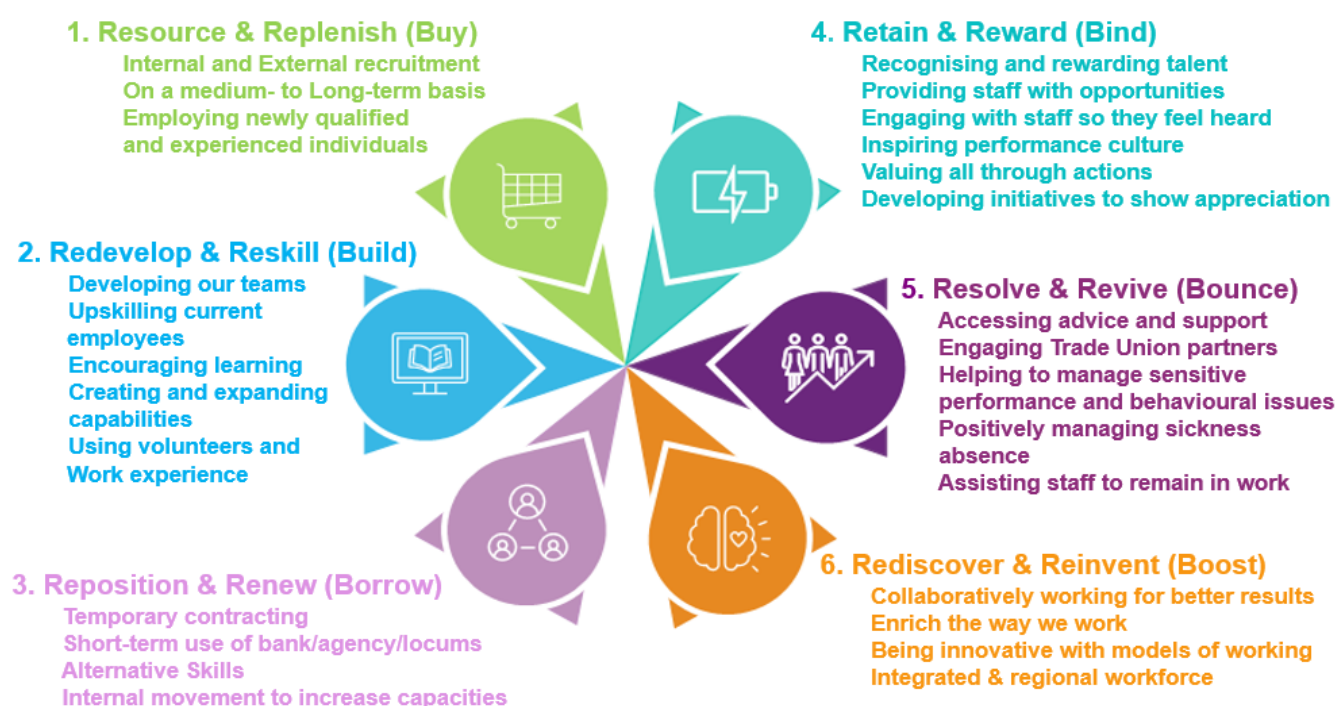 1. Resource & Replenish (Buy)
Internal and External recruitment
On a medium- to Long-term basis
Employing newly qualified
and experienced individuals
2. Redevelop & Reskill (Build)
Developing our teams
Upskilling current
employees
Encouraging learning
Creating and expanding
capabilities
Using volunteers and
Work experience
3. Reposition & Renew (Borrow)
Temporary contracting
Short-term use of bank/agency/locums
Alternative Skills
Internal movement to increase capacities
4. Retain & Reward (Bind)
Recognising and rewarding talent
Providing staff with opportunities
Engaging with staff so they feel heard
Inspiring performance culture
Valuing all through actions
Developing initiatives to show appreciation
5. Resolve & Revive (Bounce)
Accessing advice and support
Engaging Trade Union partners
Helping to manage sensitive
performance and behavioural issues
Positively managing sickness
absence
Assisting staff to remain in work
6. Rediscover & Reinvent (Boost)
Collaboratively working for better results
Enrich the way we work
Being innovative with models of working
Integrated & regional workforce